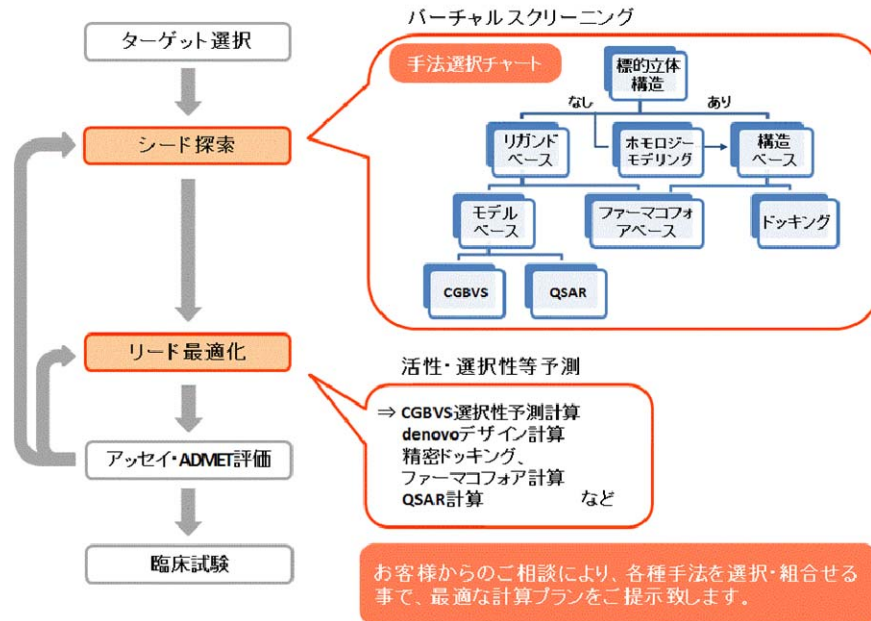 バーチャルスクリーニング
ターゲット選択
手法選択チャート
標的立体
構造
なし
あり
シード探索
リガンド
ベース
ホモロジー
モデリング
構造
ベース
モデル
ベース
ファーマコフォ
アベース
ドッキング
CGBVS
QSAR
リード最適化
活性・選択性等予測
⇒ CGBVS選択性予測計算
denovoデザイン計算
精密ドッキング、
ファーマコフォア計算
QSAR計算 など
アッセイ・ADMET評価
臨床試験
お客様からのご相談により、各種手法を選択・組合せる
事で、最適な計算プランをご提示致します。